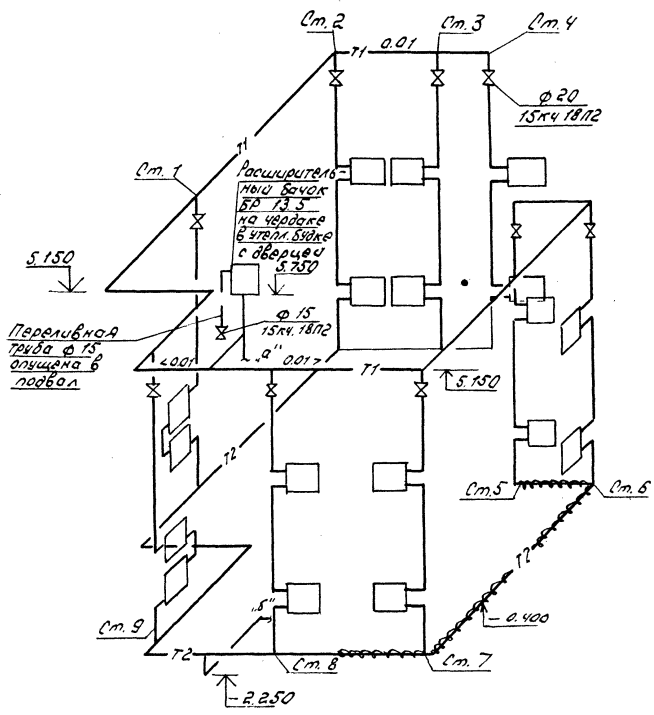 Ст. 2
Ст. 3
Ст. 4
Т1
0.01
ф 20
15кч 18П2
Т1
Ст. 1
Расширитель-
ный бачок
БР 13.5
на чердаке
в утепл. будке
с дверцей
5.150
5.750
Переливная
труба ф 15
опущена в
подвал
ф 15
15кч. 18П2
<0.01
„а"
0.01>
Т1
5.150
Т2
Ст. 5
Ст. 6
Т2
-0.400
„б"
Ст. 9
Т2
Ст. 8
Ст. 7
-2.250